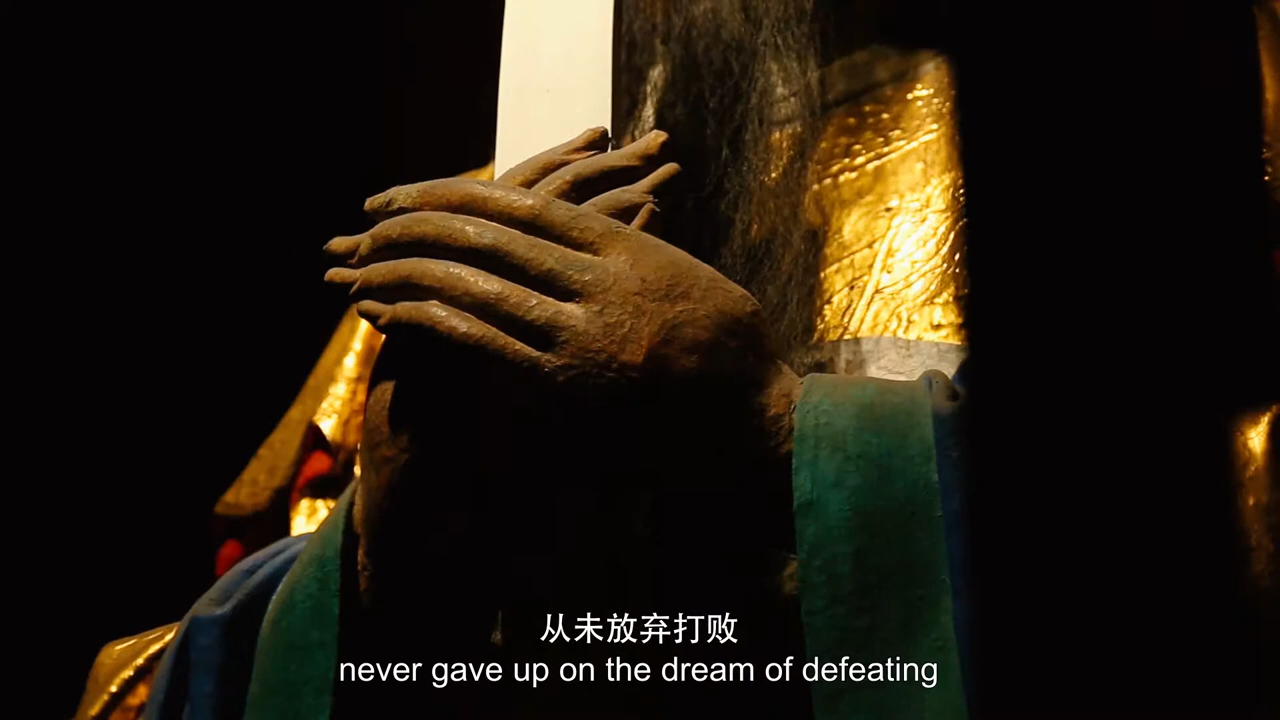 从未放弃打败
never gave up on the dream of defeating